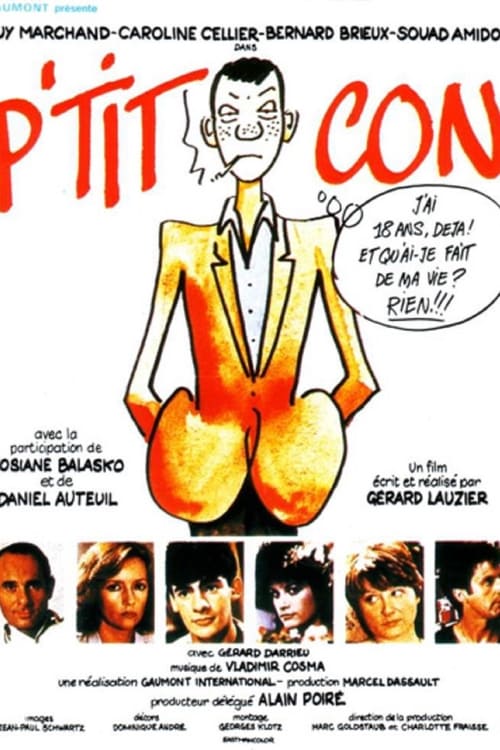 GAUMONT présente
UY MARCHAND-CAROLINE CELLIER-BERNARD BRIEUX-SOUAD AMIDO
DANS
P'TIT CON
J'AI
18 ANS, DEJA!
ET QU'AI-JE FAIT
DE MA VIE?
RIEN!!!
avec la
participation de
OSIANE BALASKO
et de
DANIEL AUTEUIL
UN film
écrit et réalisé par
GÉRARD LAUZIER
avec GÉRARD DARRIEU
musique de VLADIMIR COSMA
une réalisation GAUMONT INTERNATIONAL- production MARCEL DASSAULT
producteur délégué ALAIN POIRÉ
images
JEAN-PAUL SCHWARTZ
décors
DOMINIQUE ANDRÉ
montage
GEORGES KLOTZ
direction de la production
MARC GOLDSTAUB et CHARLOTTE FRAISSE
EASTMANCOLOR